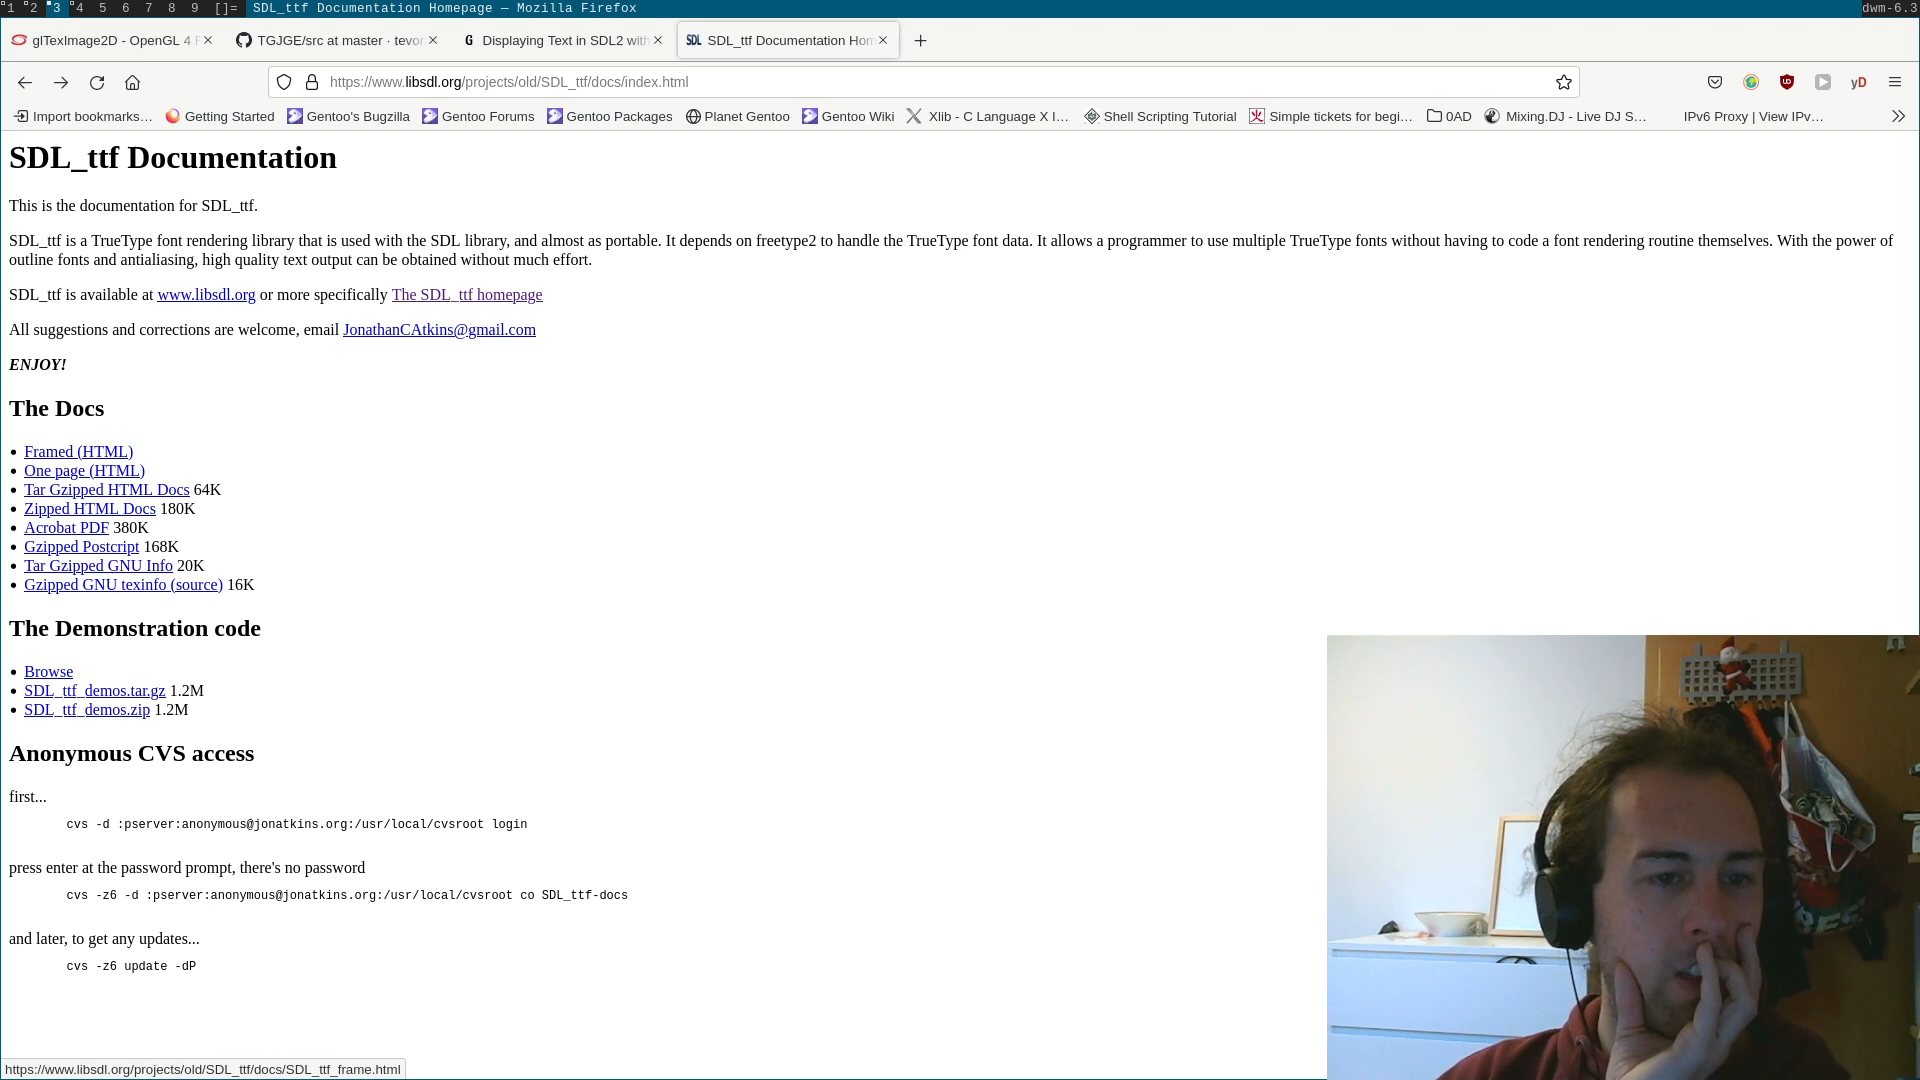 1 2 3 4 5 6 7 8 9 []= SDL_ttf Documentation Homepage — Mozilla Firefox dwm-6.3
glTexImage2D - OpenGL 4 TGJGE/src at master · tevor Displaying Text in SDL2 with SDL SDL_ttf Documentation Hom
https://www.libsdl.org/projects/old/SDL_ttf/docs/index.html yD
Import bookmarks… Getting Started Gentoo's Bugzilla Gentoo Forums Gentoo Packages Planet Gentoo Gentoo Wiki Xlib - C Language X I… Shell Scripting Tutorial Simple tickets for begi… 0AD Mixing.DJ - Live DJ S… IPv6 Proxy | View IPv…
SDL_ttf Documentation
This is the documentation for SDL_ttf.
SDL_ttf is a TrueType font rendering library that is used with the SDL library, and almost as portable. It depends on freetype2 to handle the TrueType font data. It allows a programmer to use multiple TrueType fonts without having to code a font rendering routine themselves. With the power of
outline fonts and antialiasing, high quality text output can be obtained without much effort.
SDL_ttf is available at www.libsdl.org or more specifically The SDL_ttf homepage
All suggestions and corrections are welcome, email JonathanCAtkins@gmail.com
ENJOY!
The Docs
• Framed (HTML)
• One page (HTML)
• Tar Gzipped HTML Docs 64K
• Zipped HTML Docs 180K
• Acrobat PDF 380K
• Gzipped Postcript 168K
• Tar Gzipped GNU Info 20K
• Gzipped GNU texinfo (source) 16K
The Demonstration code
• Browse
• SDL_ttf_demos.tar.gz 1.2M
• SDL_ttf_demos.zip 1.2M
Anonymous CVS access
first...
cvs -d :pserver:anonymous@jonatkins.org:/usr/local/cvsroot login
press enter at the password prompt, there's no password
cvs -z6 -d :pserver:anonymous@jonatkins.org:/usr/local/cvsroot co SDL_ttf-docs
and later, to get any updates...
cvs -z6 update -dP
https://www.libsdl.org/projects/old/SDL_ttf/docs/SDL_ttf_frame.html